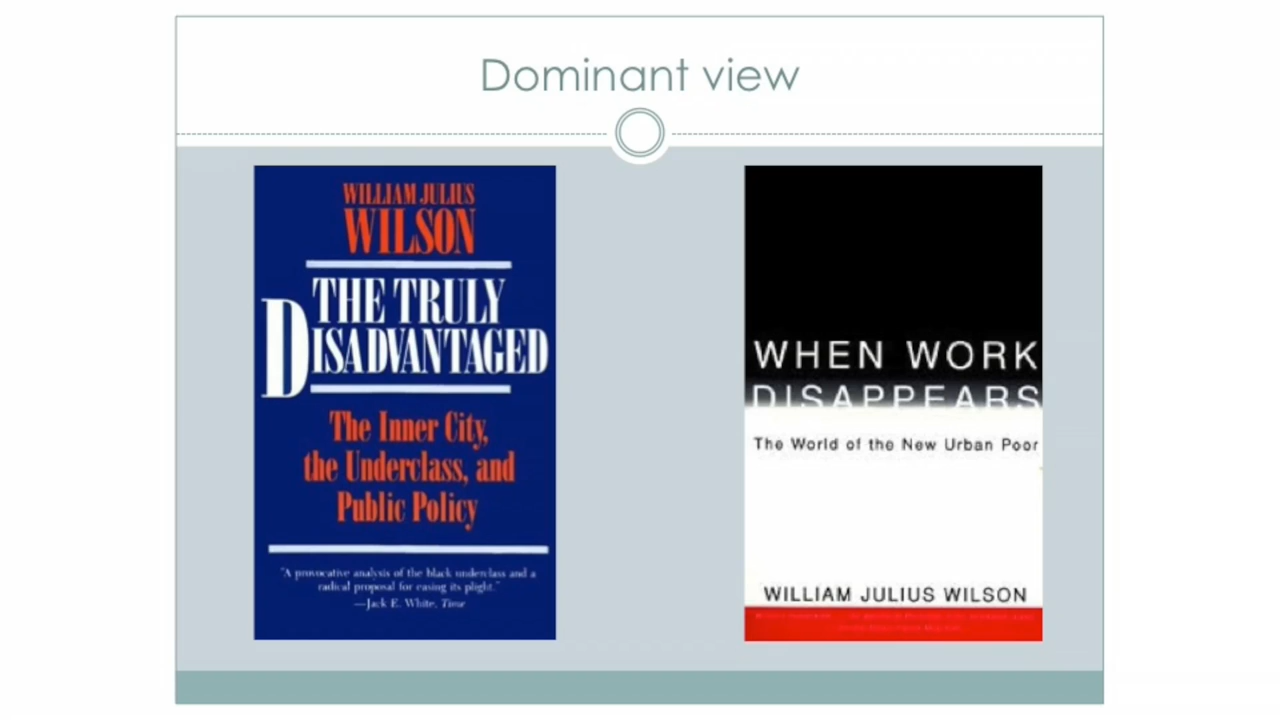 Dominant view
WILLIAM JULIUS
WILSON
THE TRULY
DISADVANTAGED
The Inner City,
the Underclass, and
Public Policy
"A provocative analysis of the black underclass and a
radical proposal for easing its plight."
—Jack E. White, Time
WHEN WORK
DISAPPEARS
The World of the New Urban Poor
WILLIAM JULIUS WILSON